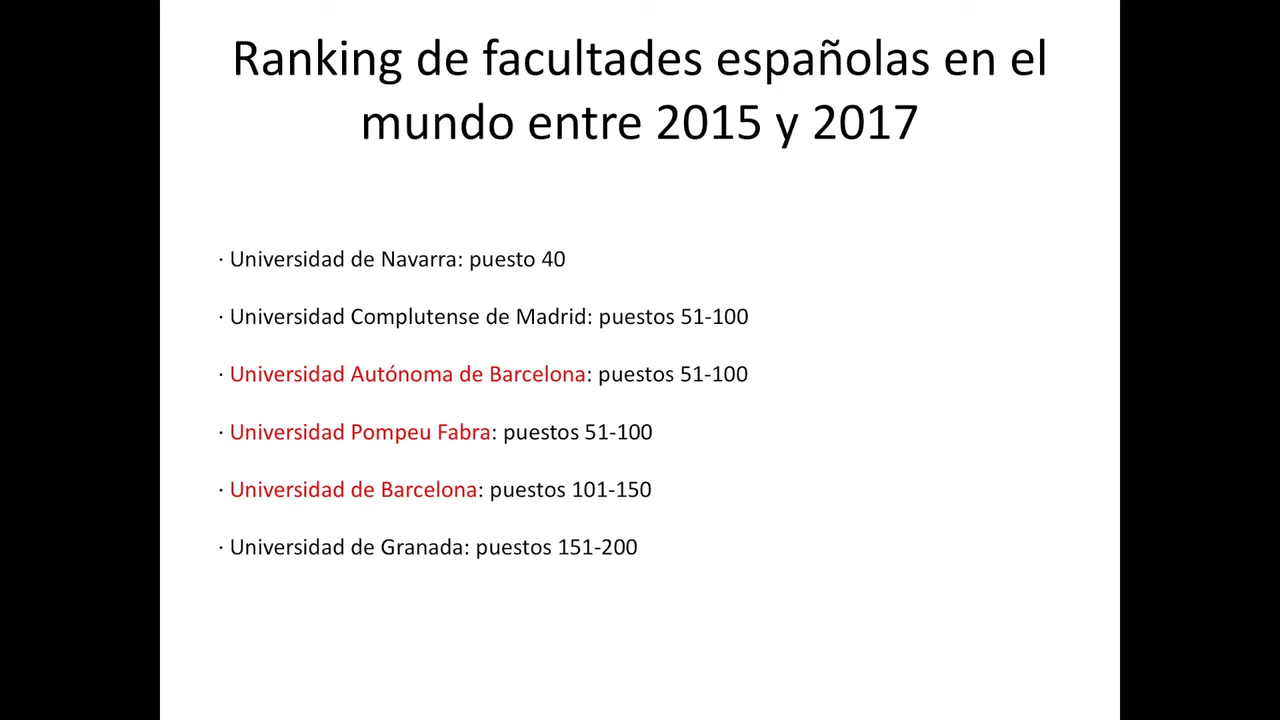 Ranking de facultades españolas en el
mundo entre 2015 y 2017
· Universidad de Navarra: puesto 40
· Universidad Complutense de Madrid: puestos 51-100
· Universidad Autónoma de Barcelona: puestos 51-100
· Universidad Pompeu Fabra: puestos 51-100
· Universidad de Barcelona: puestos 101-150
· Universidad de Granada: puestos 151-200